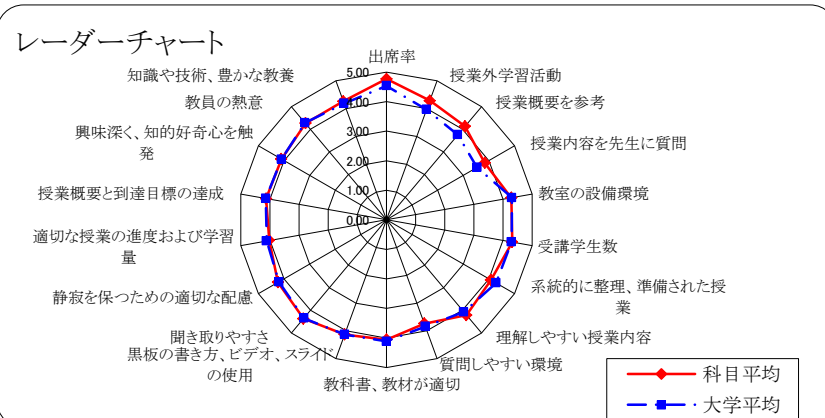 レーダーチャート
出席率
授業外学習活動
授業概要を参考
授業内容を先生に質問
教室の設備環境
受講学生数
系統的に整理、準備された授
業
理解しやすい授業内容
質問しやすい環境
教科書、教材が適切
黒板の書き方、ビデオ、スライド
の使用
聞き取りやすさ
静寂を保つための適切な配慮
適切な授業の進度および学習
量
授業概要と到達目標の達成
興味深く、知的好奇心を触
発
教員の熱意
知識や技術、豊かな教養
5.00
4.00
3.00
2.00
1.00
0.00
科目平均
大学平均